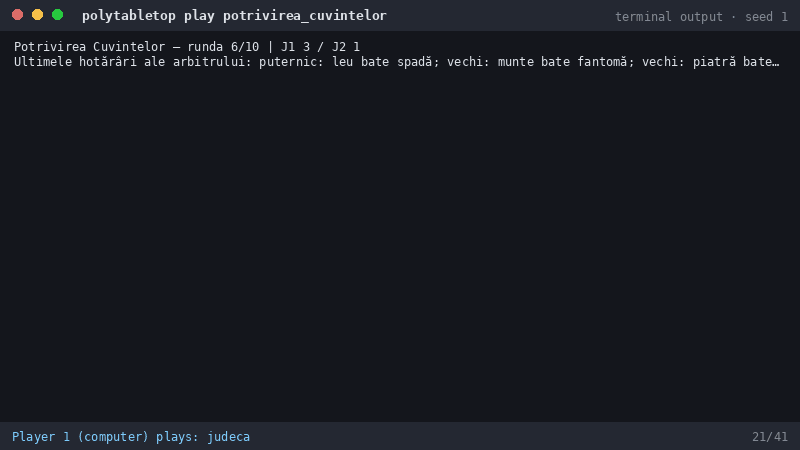 polytabletop play potrivirea_cuvintelor
terminal output · seed 1
Potrivirea Cuvintelor — runda 6/10 | J1 3 / J2 1
Ultimele hotărâri ale arbitrului: puternic: leu bate spadă; vechi: munte bate fantomă; vechi: piatră bate…
Player 1 (computer) plays: judeca
21/41